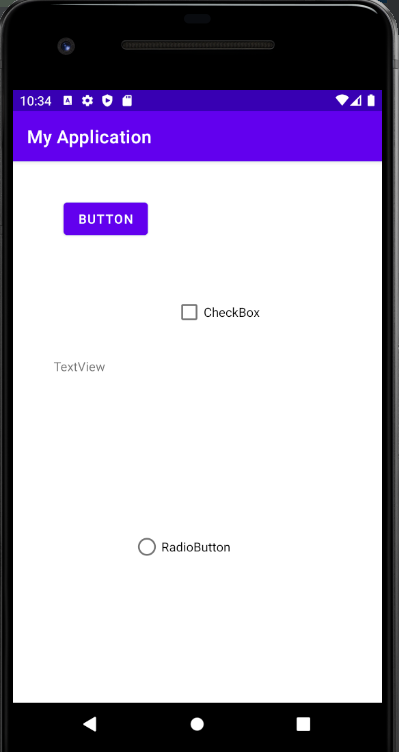 10:34
My Application
BUTTON
CheckBox
TextView
RadioButton